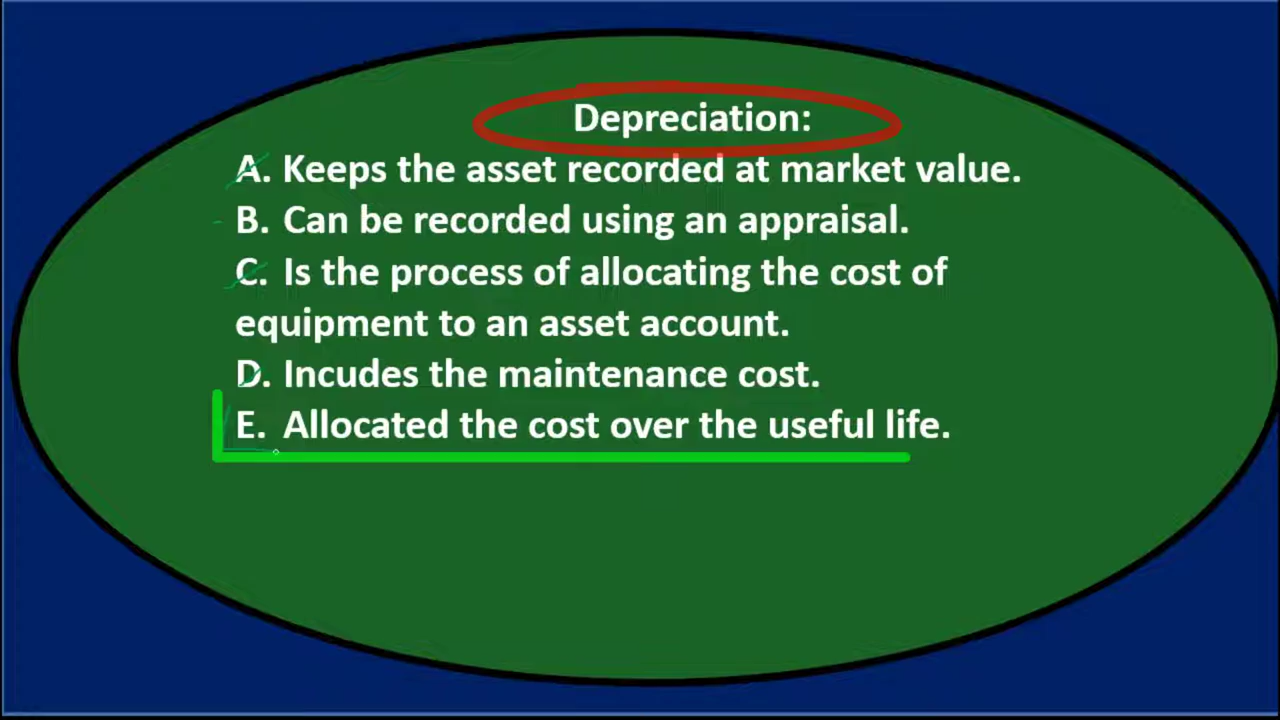 Depreciation:
A. Keeps the asset recorded at market value.
B. Can be recorded using an appraisal.
C. Is the process of allocating the cost of
equipment to an asset account.
D. Incudes the maintenance cost.
E. Allocated the cost over the useful life.